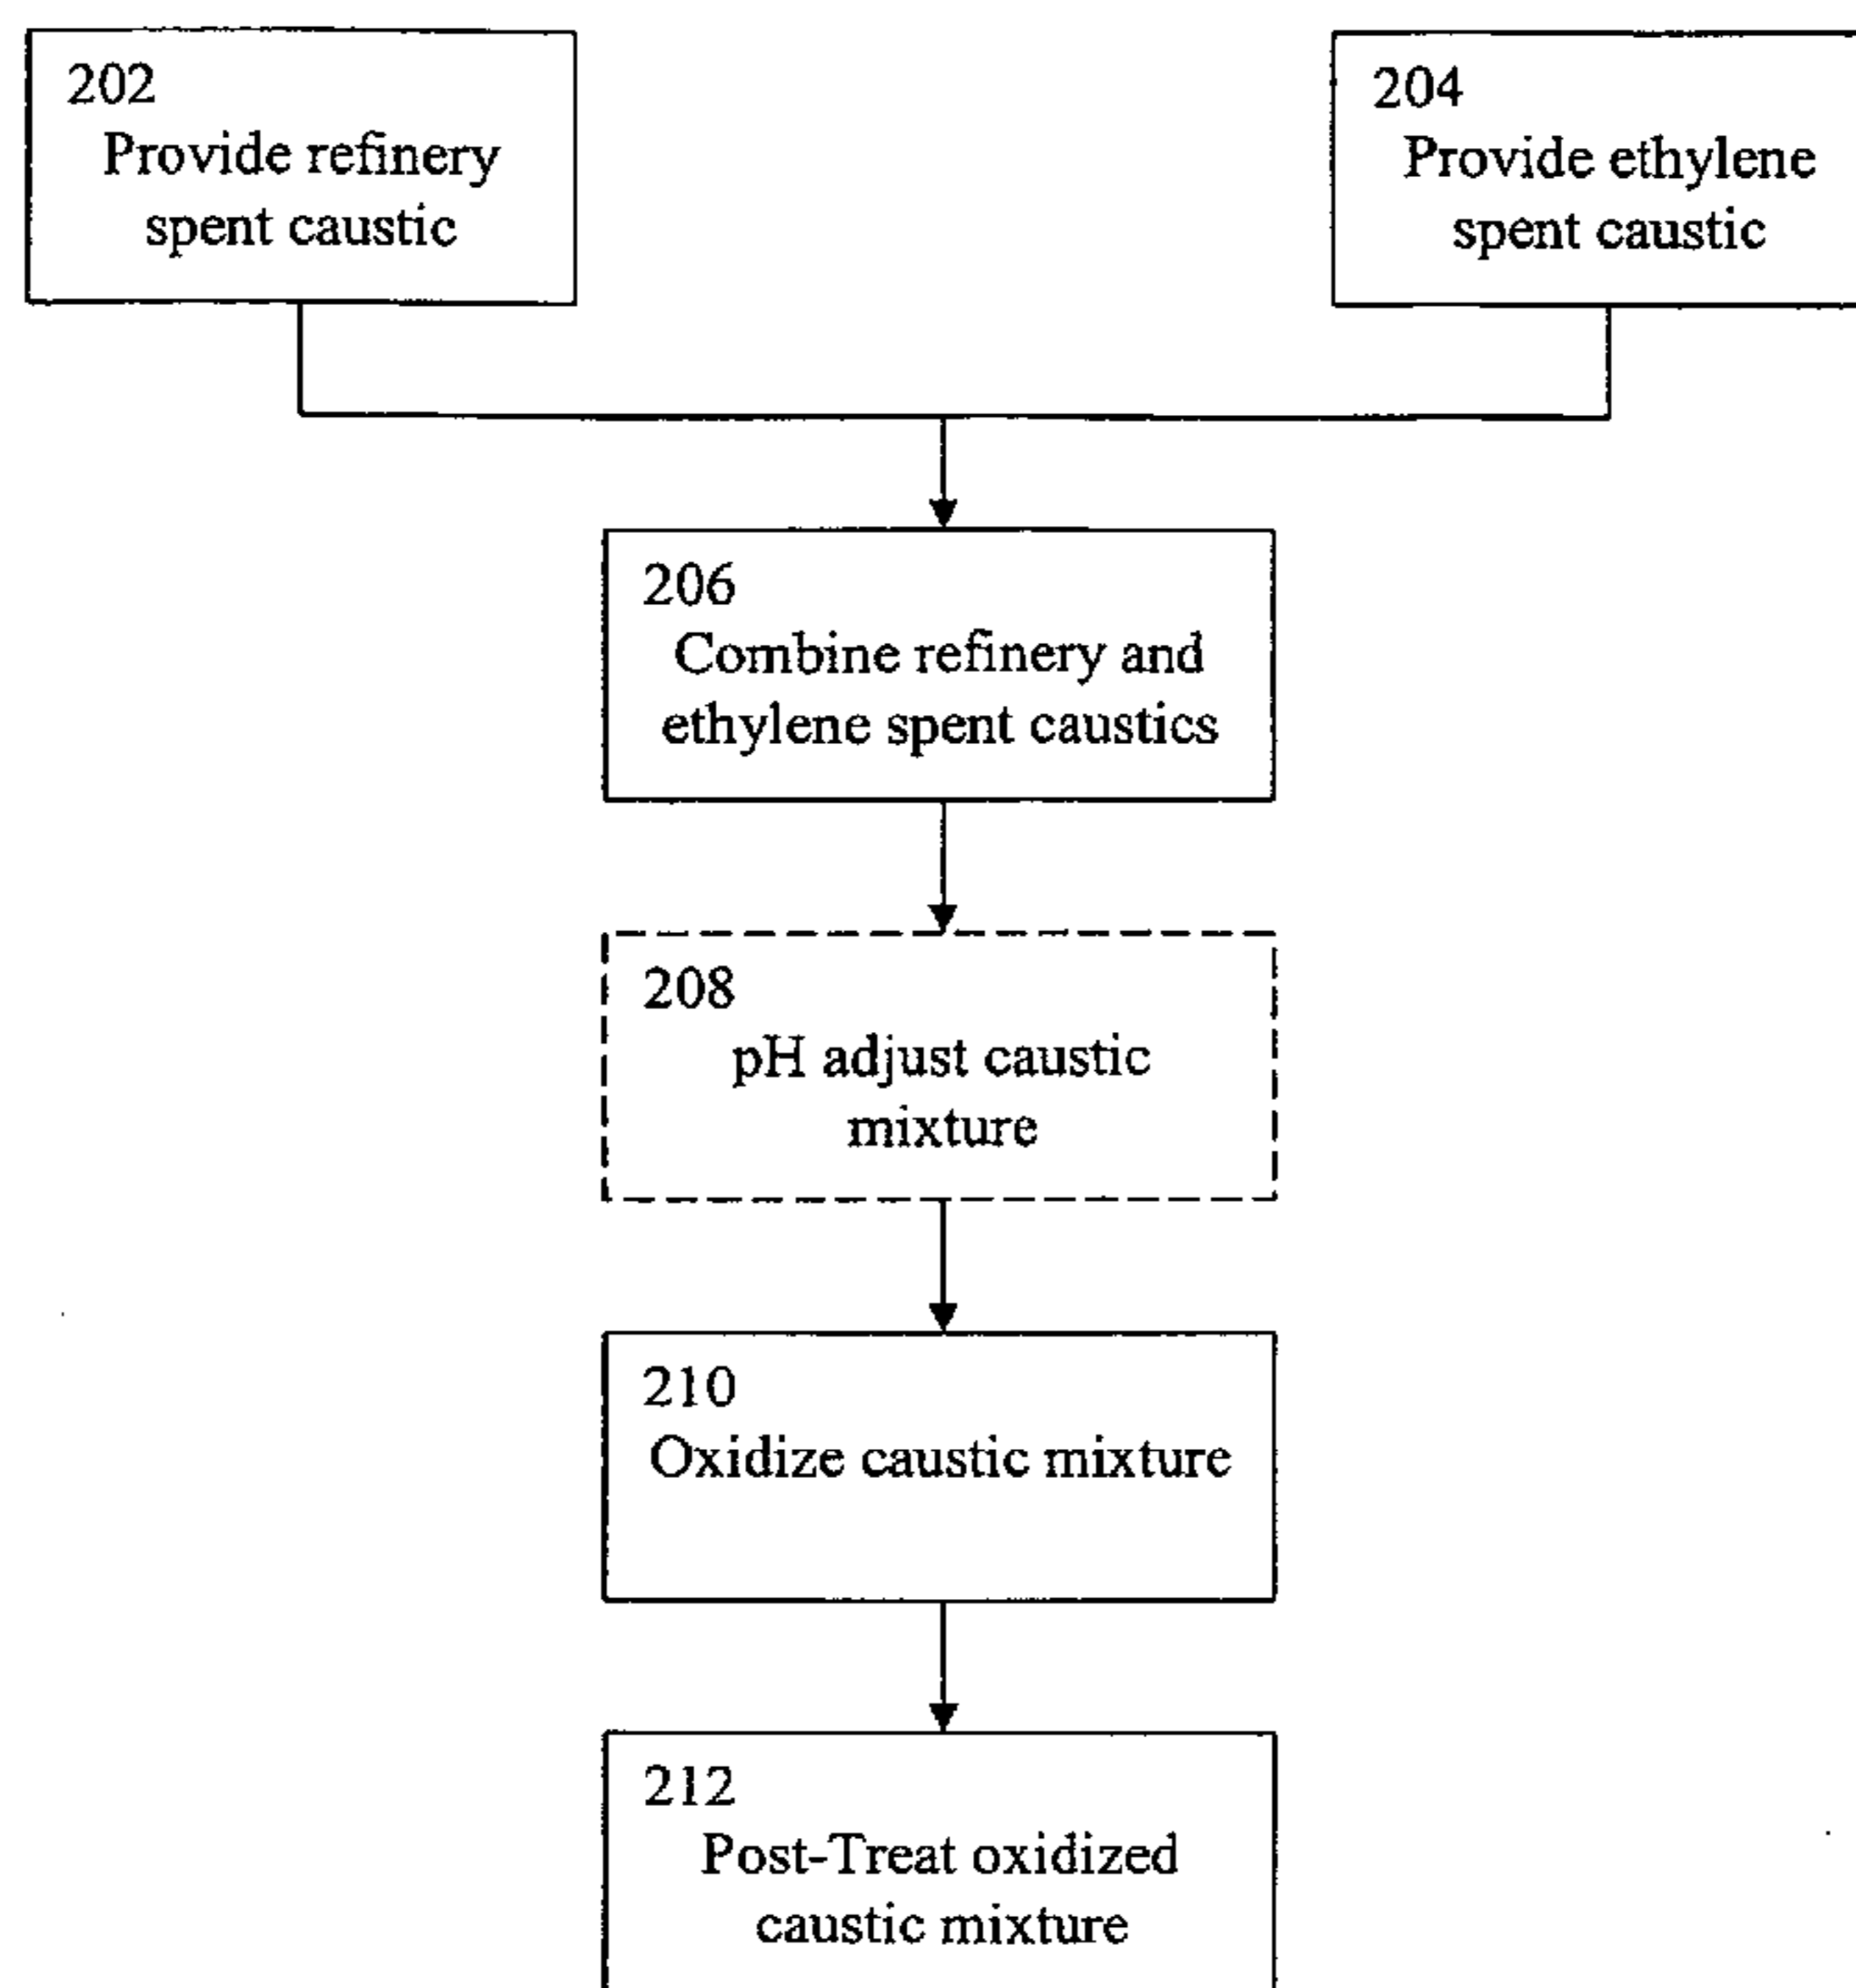 202
Provide refinery
spent caustic
204
Provide ethylene
spent caustic
206
Combine refinery and
ethylene spent caustics
208
pH adjust caustic
mixture
210
Oxidize caustic mixture
212
Post-Treat oxidized
caustic mixture